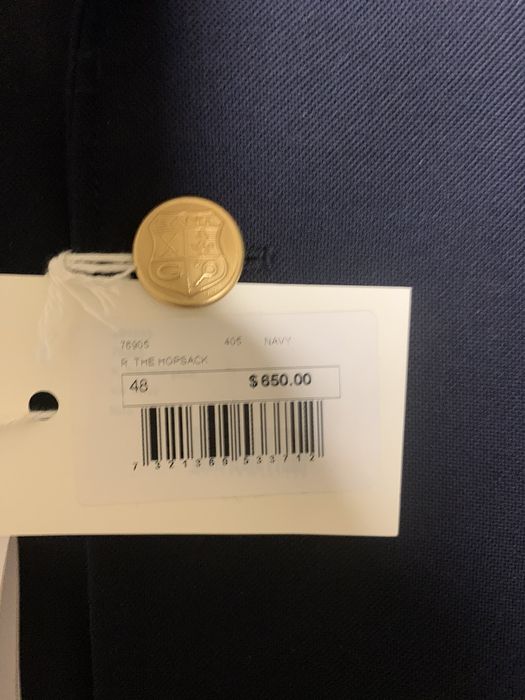 76905 405 NAVY
R THE HOPSACK
48 $650.00
7 321369 533712